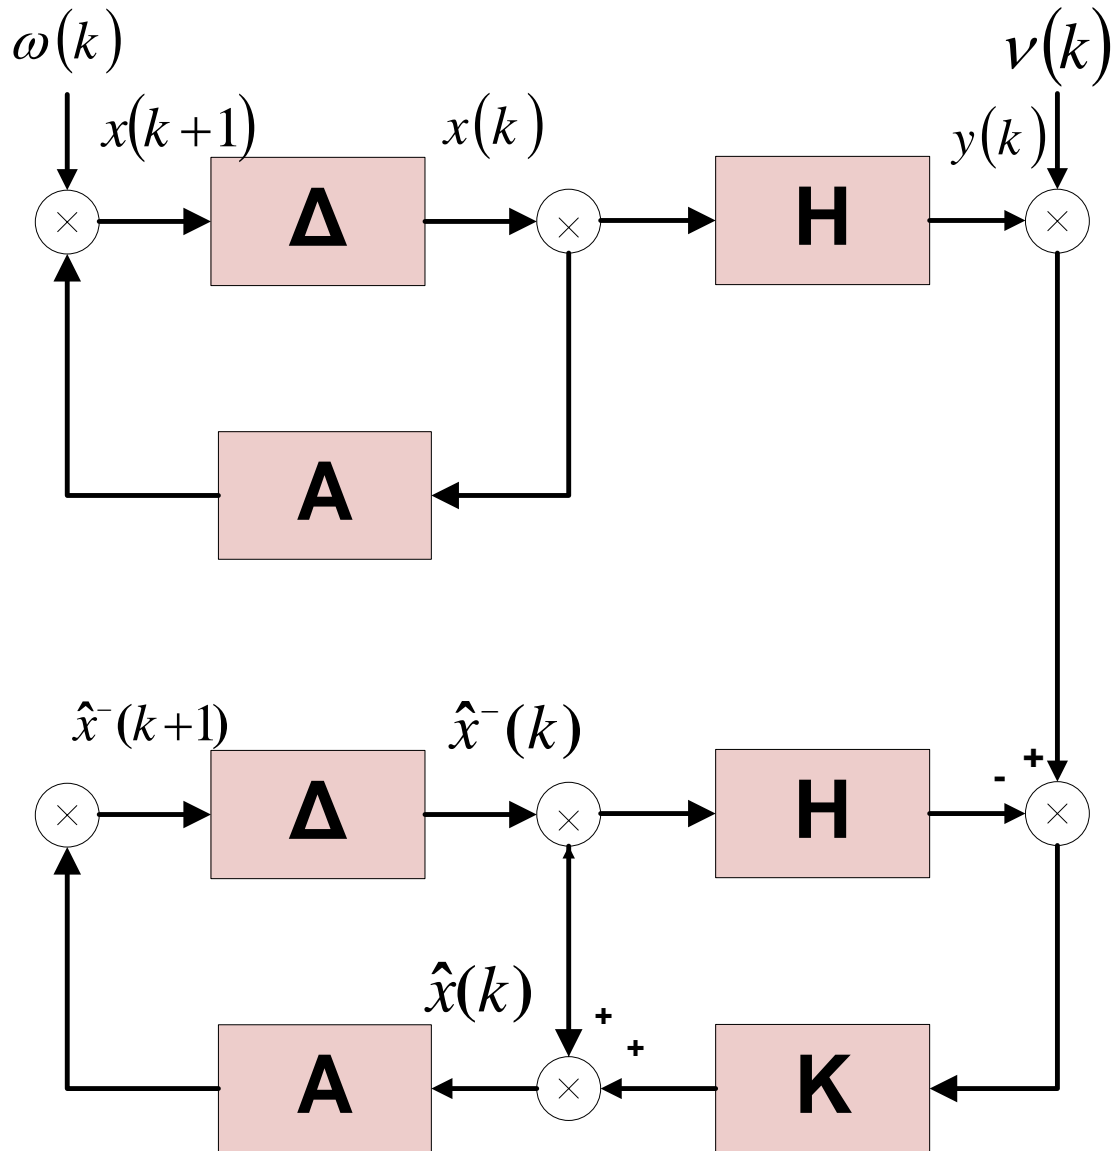 ω(k)
ν(k)
x(k+1)
x(k)
y(k)
Δ
H
A
x̂⁻(k+1)
x̂⁻(k)
Δ
H
- +
x̂(k)
+
+
A
K